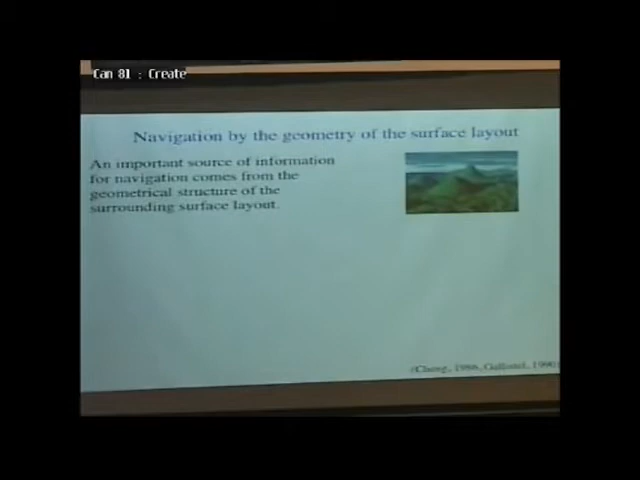 Cam 81 : Create
Navigation by the geometry of the surface layout
An important source of information
for navigation comes from the
geometrical structure of the
surrounding surface layout.
(Cheng, 1986, Gallistel, 1990)